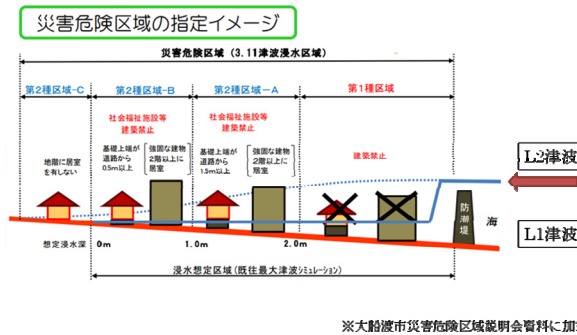 災害危険区域の指定イメージ
災害危険区域(3.11津波浸水区域)
第2種区域-C
第2種区域-B
第2種区域-A
第1種区域
社会福祉施設等
建築禁止
社会福祉施設等
建築禁止
地階に居室
を有しない
基礎上端が
道路から
0.5m以上
強固な建物
2階以上に
居室
基礎上端が
道路から
1.5m以上
強固な建物
2階以上に
居室
建築禁止
L2津波
防潮堤
海
L1津波
想定浸水深
0m
1.0m
2.0m
浸水想定区域(既往最大津波シミュレーション)
※大船渡市災害危険区域説明会資料に加